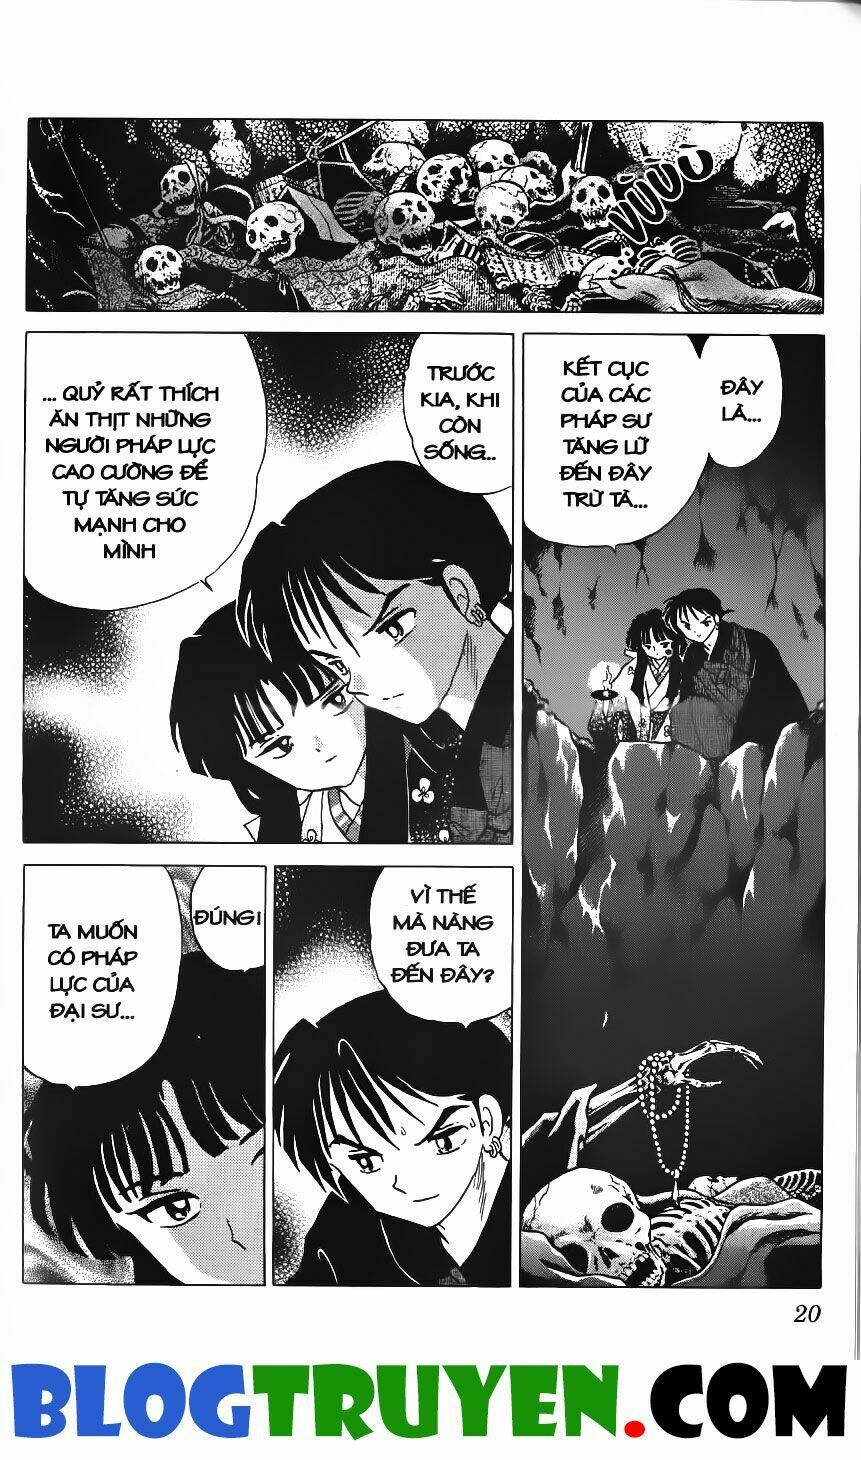 VÙÙÙÙ
ĐÂY
LÀ...
KẾT CỤC
CỦA CÁC
PHÁP SƯ
TĂNG LỮ
ĐẾN ĐÂY
TRỪ TÀ...
TRƯỚC
KIA, KHI
CÒN
SỐNG...
... QUỶ RẤT THÍCH
ĂN THỊT NHỮNG
NGƯỜI PHÁP LỰC
CAO CƯỜNG ĐỂ
TỰ TĂNG SỨC
MẠNH CHO
MÌNH
VÌ THẾ
MÀ NÀNG
ĐƯA TA
ĐẾN ĐÂY?
ĐÚNG!
TA MUỐN
CÓ PHÁP
LỰC CỦA
ĐẠI SƯ...
20
BLOGTRUYEN.COM